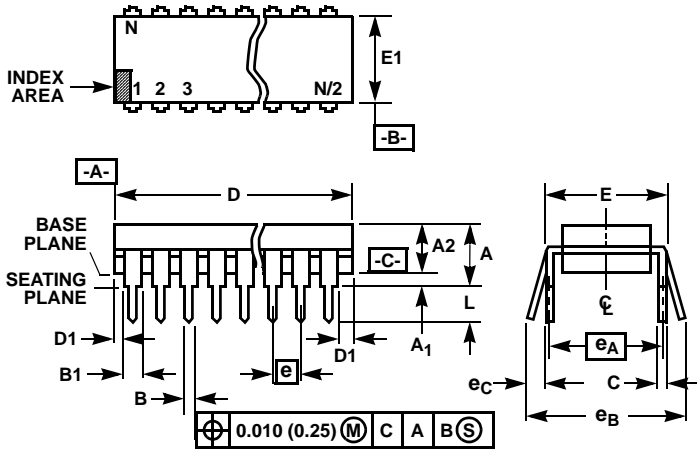 N
E1
INDEX
AREA
1 2 3 N/2
-B-
-A-
D
E
BASE
PLANE
A2
A
-C-
SEATING
PLANE
L
C
L
D1
A1
D1
eA
B1
e
eC
C
B
eB
0.010 (0.25) M C A B S